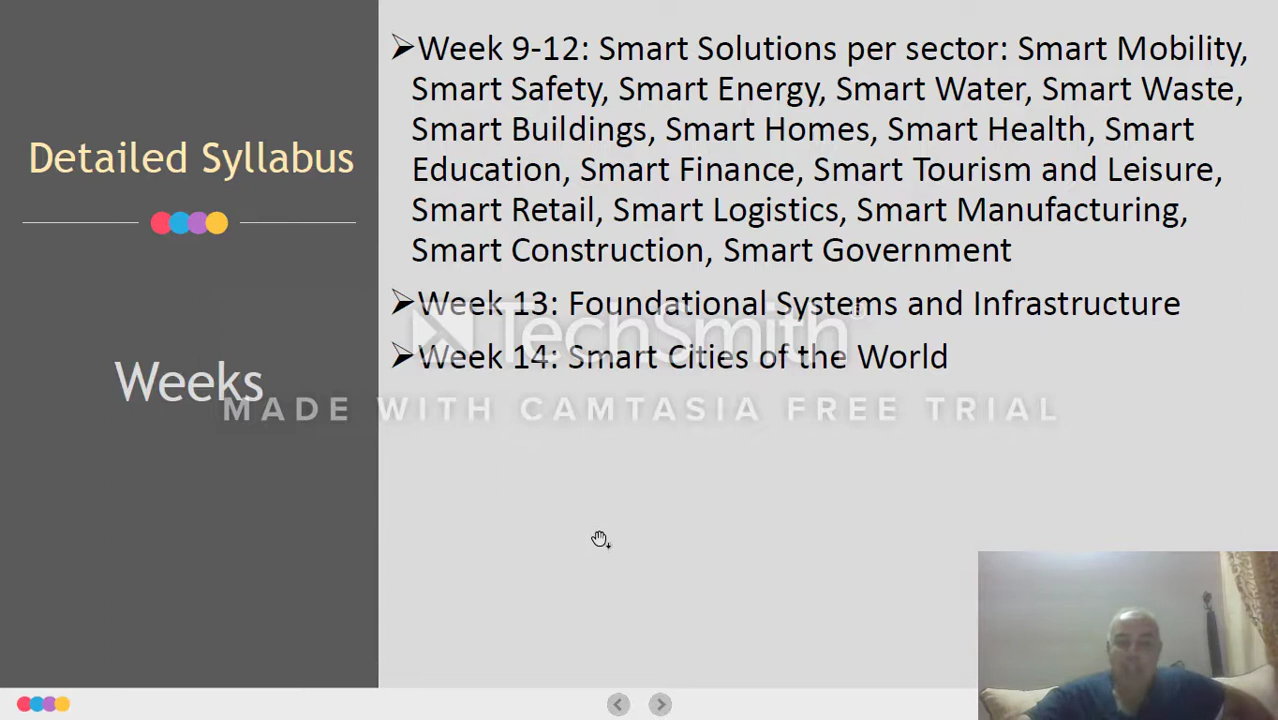 Detailed Syllabus
Weeks
➢Week 9-12: Smart Solutions per sector: Smart Mobility,
Smart Safety, Smart Energy, Smart Water, Smart Waste,
Smart Buildings, Smart Homes, Smart Health, Smart
Education, Smart Finance, Smart Tourism and Leisure,
Smart Retail, Smart Logistics, Smart Manufacturing,
Smart Construction, Smart Government
➢Week 13: Foundational Systems and Infrastructure
➢Week 14: Smart Cities of the World
TechSmith®
MADE WITH CAMTASIA FREE TRIAL